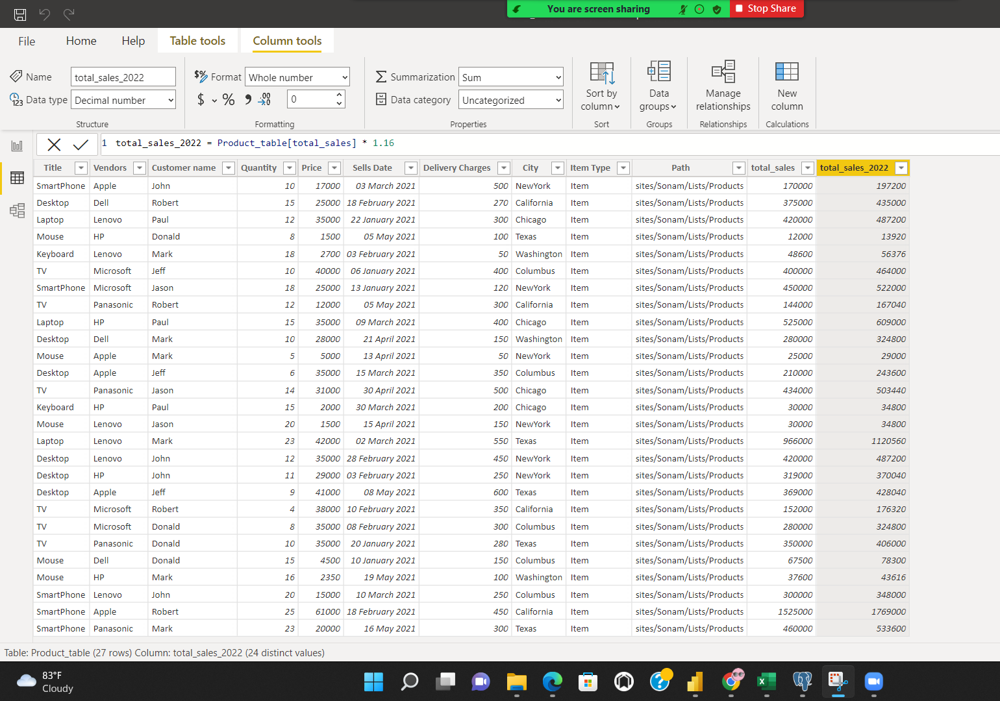 You are screen sharing Stop Share
File Home Help Table tools Column tools
Name total_sales_2022 $% Format Whole number Summarization Sum
Data type Decimal number $ % 0 Data category Uncategorized
Sort by column Data groups Manage relationships New column
Structure Formatting Properties Sort Groups Relationships Calculations
1 total_sales_2022 = Product_table[total_sales] * 1.16
Title Vendors Customer name Quantity Price Sells Date Delivery Charges City Item Type Path total_sales total_sales_2022
SmartPhone Apple John 10 17000 03 March 2021 500 NewYork Item sites/Sonam/Lists/Products 170000 197200
Desktop Dell Robert 15 25000 18 February 2021 270 California Item sites/Sonam/Lists/Products 375000 435000
Laptop Lenovo Paul 12 35000 22 January 2021 300 Chicago Item sites/Sonam/Lists/Products 420000 487200
Mouse HP Donald 8 1500 05 May 2021 100 Texas Item sites/Sonam/Lists/Products 12000 13920
Keyboard Lenovo Mark 18 2700 03 February 2021 50 Washington Item sites/Sonam/Lists/Products 48600 56376
TV Microsoft Jeff 10 40000 06 January 2021 400 Columbus Item sites/Sonam/Lists/Products 400000 464000
SmartPhone Microsoft Jason 18 25000 13 January 2021 120 NewYork Item sites/Sonam/Lists/Products 450000 522000
TV Panasonic Robert 12 12000 05 May 2021 300 California Item sites/Sonam/Lists/Products 144000 167040
Laptop HP Paul 15 35000 09 March 2021 400 Chicago Item sites/Sonam/Lists/Products 525000 609000
Desktop Dell Mark 10 28000 21 April 2021 150 Washington Item sites/Sonam/Lists/Products 280000 324800
Mouse Apple Mark 5 5000 13 April 2021 50 NewYork Item sites/Sonam/Lists/Products 25000 29000
Desktop Apple Jeff 6 35000 15 March 2021 350 Columbus Item sites/Sonam/Lists/Products 210000 243600
TV Panasonic Jason 14 31000 30 April 2021 500 Chicago Item sites/Sonam/Lists/Products 434000 503440
Keyboard HP Paul 15 2000 30 March 2021 200 Chicago Item sites/Sonam/Lists/Products 30000 34800
Mouse Lenovo Jason 20 1500 15 April 2021 150 NewYork Item sites/Sonam/Lists/Products 30000 34800
Laptop Lenovo Mark 23 42000 02 March 2021 550 Texas Item sites/Sonam/Lists/Products 966000 1120560
Desktop Lenovo John 12 35000 28 February 2021 450 NewYork Item sites/Sonam/Lists/Products 420000 487200
Desktop HP John 11 29000 03 February 2021 250 NewYork Item sites/Sonam/Lists/Products 319000 370040
Desktop Apple Jeff 9 41000 08 May 2021 600 Texas Item sites/Sonam/Lists/Products 369000 428040
TV Microsoft Robert 4 38000 10 February 2021 350 California Item sites/Sonam/Lists/Products 152000 176320
TV Microsoft Donald 8 35000 08 February 2021 300 Columbus Item sites/Sonam/Lists/Products 280000 324800
TV Panasonic Donald 10 35000 20 January 2021 280 Texas Item sites/Sonam/Lists/Products 350000 406000
Mouse Dell Donald 15 4500 10 January 2021 150 Columbus Item sites/Sonam/Lists/Products 67500 78300
Mouse HP Mark 16 2350 19 May 2021 100 Washington Item sites/Sonam/Lists/Products 37600 43616
SmartPhone Lenovo John 20 15000 10 March 2021 250 Columbus Item sites/Sonam/Lists/Products 300000 348000
SmartPhone Apple Robert 25 61000 18 February 2021 450 California Item sites/Sonam/Lists/Products 1525000 1769000
SmartPhone Panasonic Mark 23 20000 16 May 2021 300 Texas Item sites/Sonam/Lists/Products 460000 533600
Table: Product_table (27 rows) Column: total_sales_2022 (24 distinct values)
83°F
Cloudy